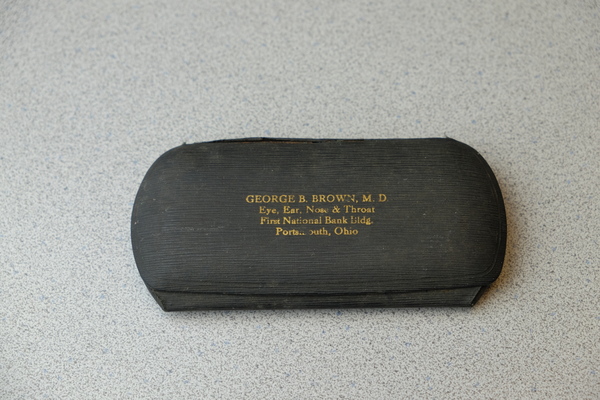 GEORGE B. BROWN, M. D.
Eye, Ear, Nose & Throat
First National Bank Bldg.
Portsmouth, Ohio